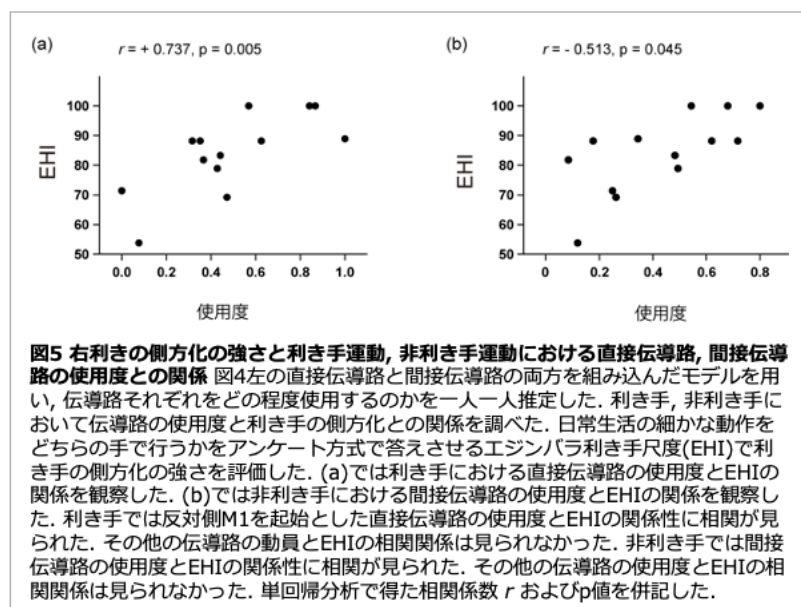 (a)
r = + 0.737, p = 0.005
EHI
100
90
80
70
60
50
0.0 0.2 0.4 0.6 0.8 1.0
使用度
(b)
r = - 0.513, p = 0.045
EHI
100
90
80
70
60
50
0 0.2 0.4 0.6 0.8
使用度
図5 右利きの側方化の強さと利き手運動, 非利き手運動における直接伝導路, 間接伝導
路の使用度との関係 図4左の直接伝導路と間接伝導路の両方を組み込んだモデルを用
い, 伝導路それぞれをどの程度使用するのかを一人一人推定した. 利き手, 非利き手に
おいて伝導路の使用度と利き手の側方化との関係を調べた. 日常生活の細かな動作を
どちらの手で行うかをアンケート方式で答えさせるエジンバラ利き手尺度(EHI)で利
き手の側方化の強さを評価した. (a)では利き手における直接伝導路の使用度とEHIの
関係を観察した. (b)では非利き手における間接伝導路の使用度とEHIの関係を観察し
た. 利き手では反対側M1を起始とした直接伝導路の使用度とEHIの関係性に相関が見
られた. その他の伝導路の動員とEHIの相関関係は見られなかった. 非利き手では間接
伝導路の使用度とEHIの関係性に相関が見られた. その他の伝導路の使用度とEHIの相
関関係は見られなかった. 単回帰分析で得た相関係数 r およびp値を併記した.